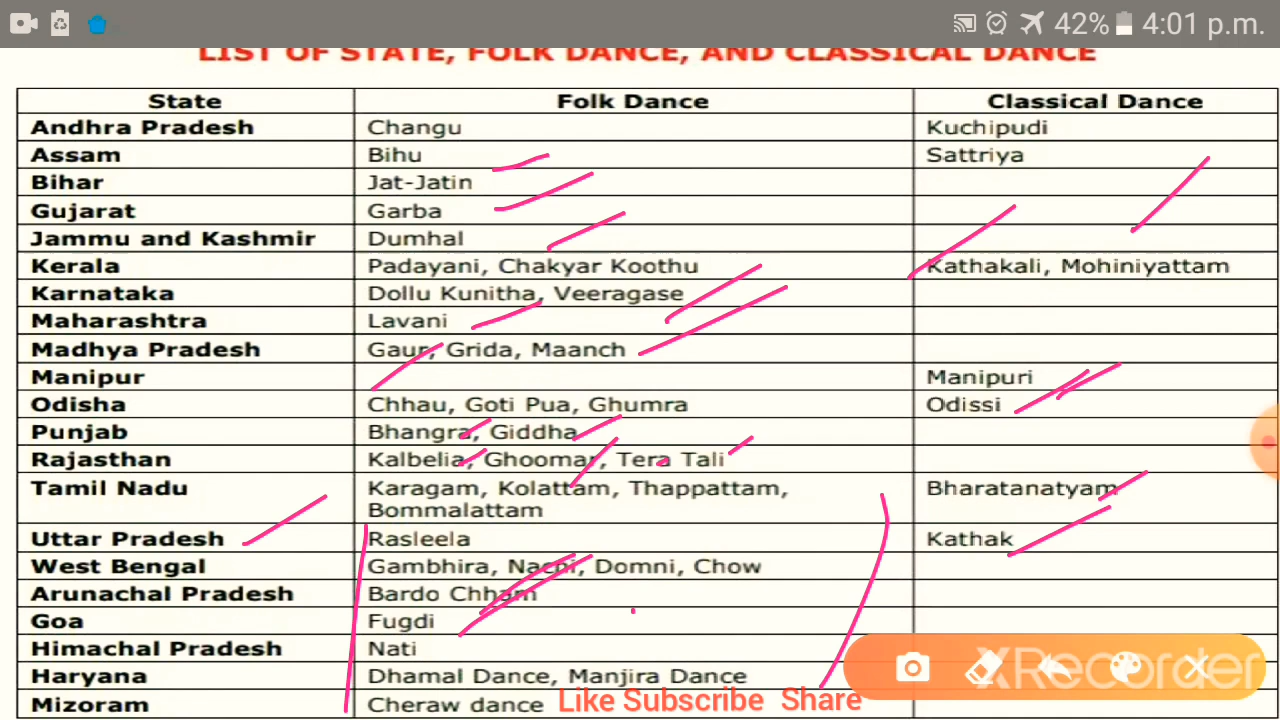 42% 4:01 p.m.
LIST OF STATE, FOLK DANCE, AND CLASSICAL DANCE
State Folk Dance Classical Dance
Andhra Pradesh Changu Kuchipudi
Assam Bihu Sattriya
Bihar Jat-Jatin
Gujarat Garba
Jammu and Kashmir Dumhal
Kerala Padayani, Chakyar Koothu Kathakali, Mohiniyattam
Karnataka Dollu Kunitha, Veeragase
Maharashtra Lavani
Madhya Pradesh Gaur, Grida, Maanch
Manipur Manipuri
Odisha Chhau, Goti Pua, Ghumra Odissi
Punjab Bhangra, Giddha
Rajasthan Kalbelia, Ghoomar, Tera Tali
Tamil Nadu Karagam, Kolattam, Thappattam, Bharatanatyam
Bommalattam
Uttar Pradesh Rasleela Kathak
West Bengal Gambhira, Nacni, Domni, Chow
Arunachal Pradesh Bardo Chham
Goa Fugdi
Himachal Pradesh Nati
Haryana Dhamal Dance, Manjira Dance
XRecorder
Mizoram Cheraw dance
Like Subscribe Share